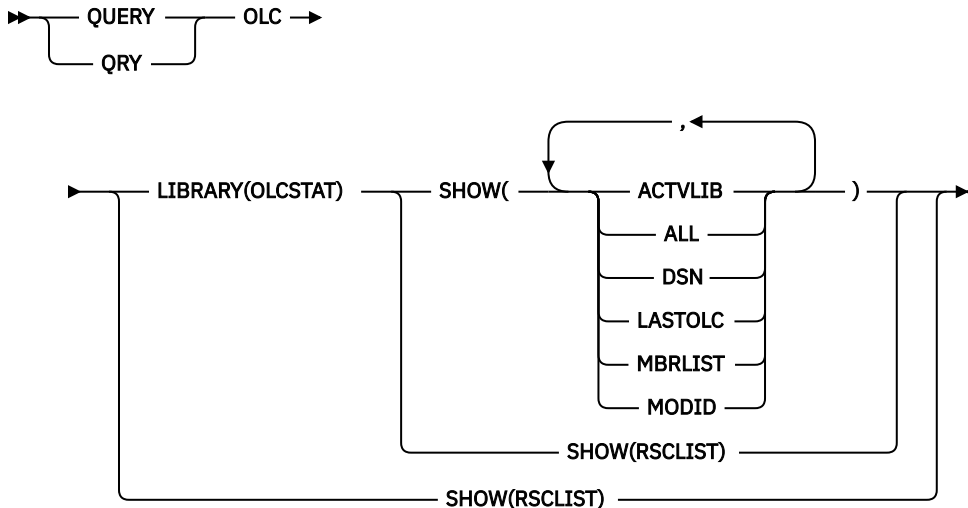 QUERY OLC
QRY
,
LIBRARY(OLCSTAT) SHOW( ACTVLIB )
ALL
DSN
LASTOLC
MBRLIST
MODID
SHOW(RSCLIST)
SHOW(RSCLIST)